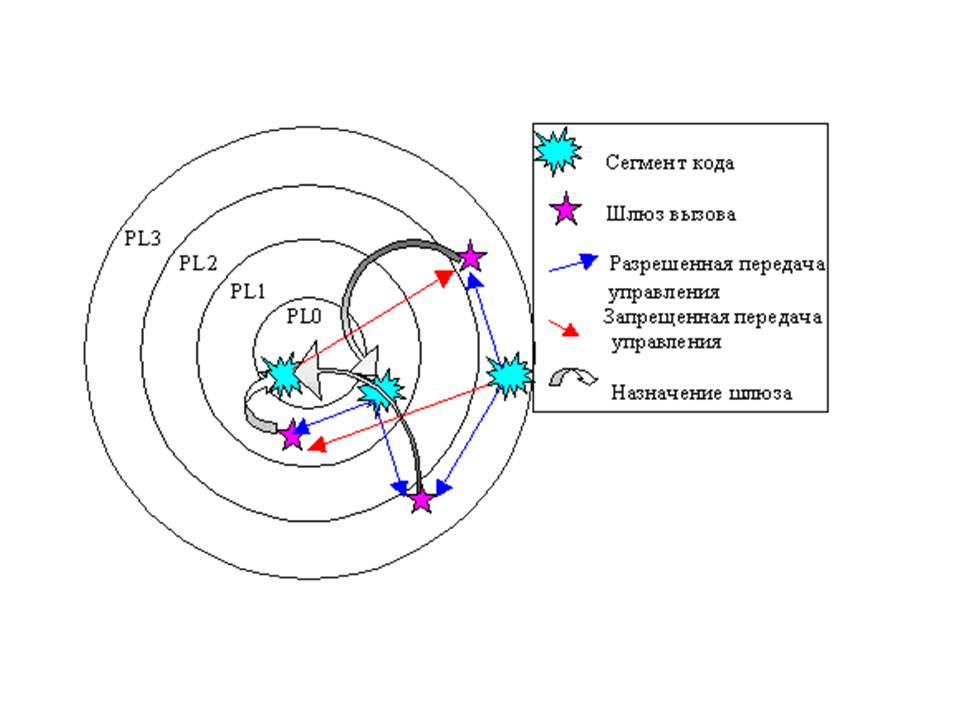 PL3
PL2
PL1
PL0
Сегмент кода
Шлюз вызова
Разрешенная передача
управления
Запрещенная передача
управления
Назначение шлюза